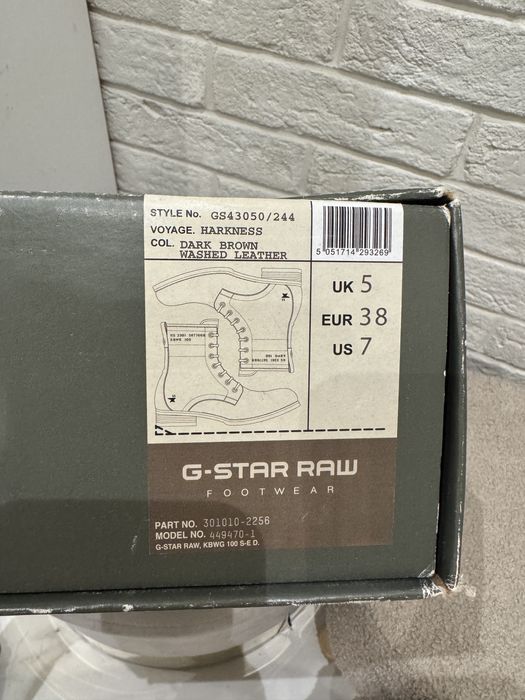 STYLE No. GS43050/244
VOYAGE. HARKNESS
COL. DARK BROWN
WASHED LEATHER
5 051714 293269
UK 5
EUR 38
US 7
G-STAR RAW
FOOTWEAR
PART NO. 301010-2256
MODEL NO. 449470-1
G-STAR RAW, KBWG 100 S-E D.